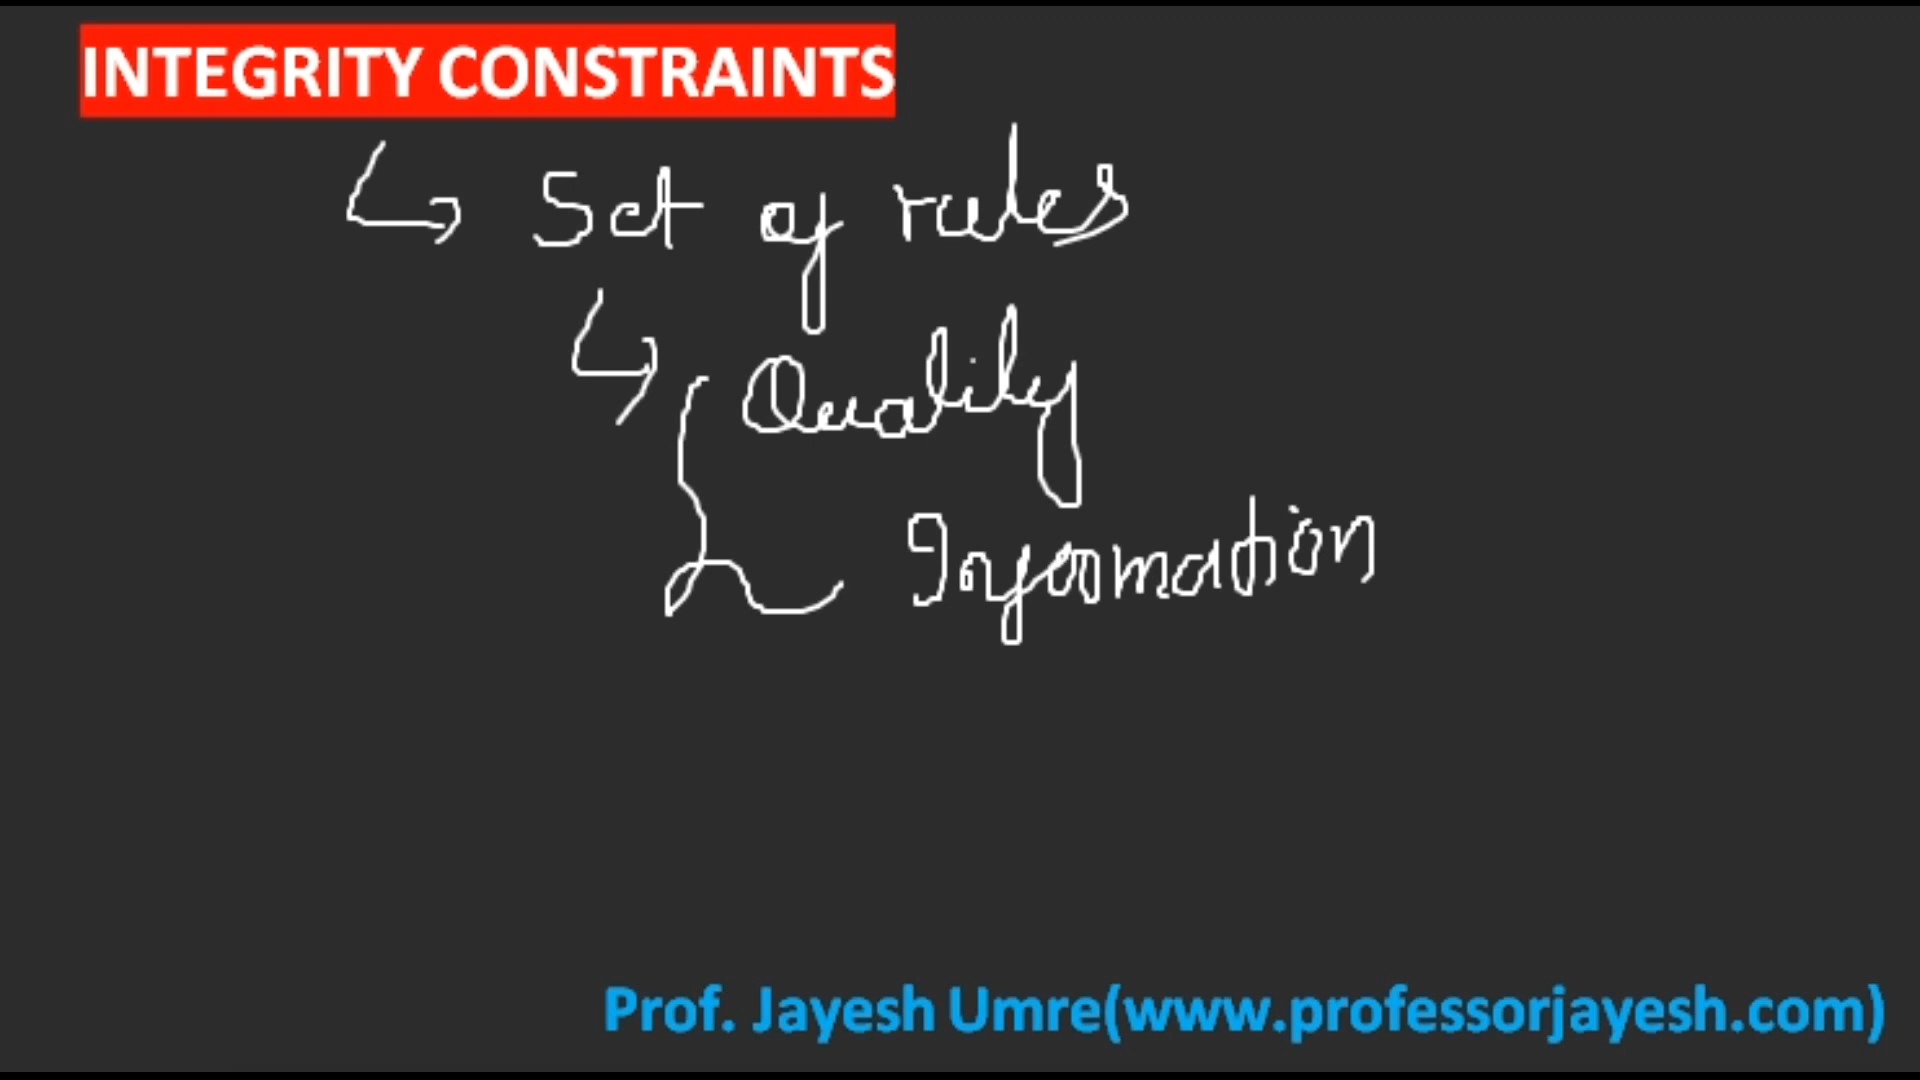 INTEGRITY CONSTRAINTS
Set of rules
Quality
Information
Prof. Jayesh Umre(www.professorjayesh.com)